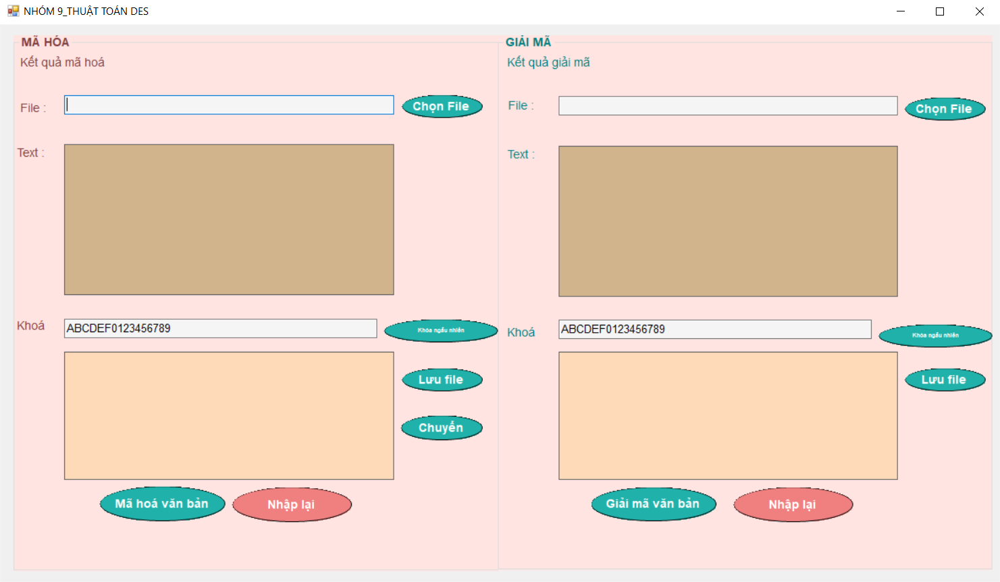 NHÓM 9_THUẬT TOÁN DES
MÃ HÓA
Kết quả mã hoá
File :
Chọn File
Text :
Khoá
ABCDEF0123456789
Khóa ngẫu nhiên
Lưu file
Chuyển
Mã hoá văn bản
Nhập lại
GIẢI MÃ
Kết quả giải mã
File :
Chọn File
Text :
Khoá
ABCDEF0123456789
Khóa ngẫu nhiên
Lưu file
Giải mã văn bản
Nhập lại